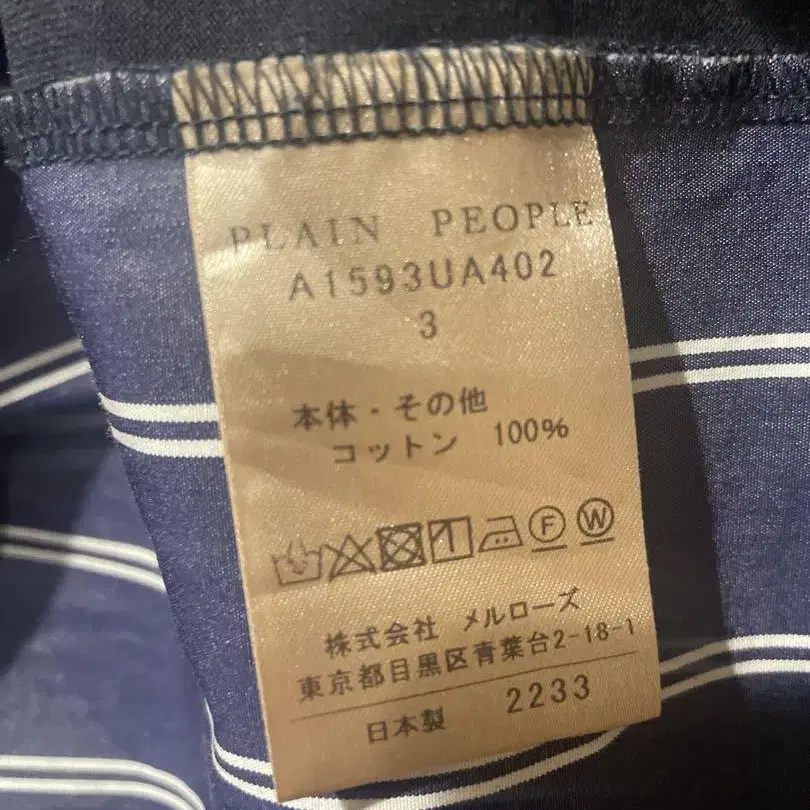 PLAIN PEOPLE
A1593UA402
3
本体・その他
コットン 100%
F W
株式会社 メルローズ
東京都目黒区青葉台2-18-1
日本製 2233